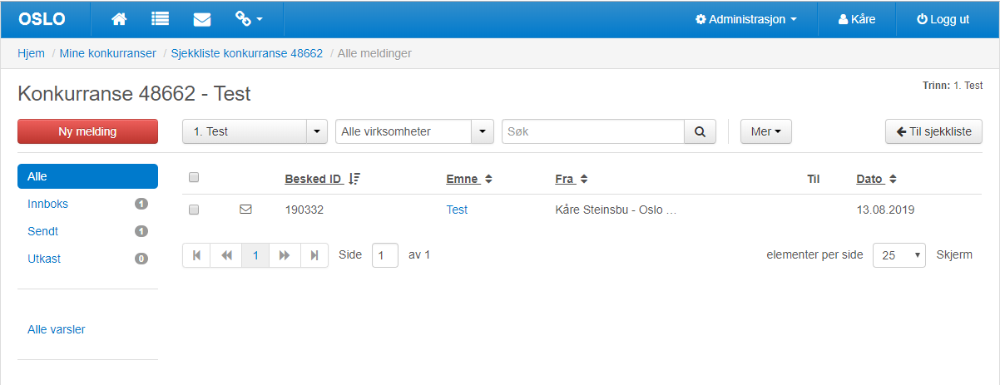 OSLO Administrasjon Kåre Logg ut
Hjem / Mine konkurranser / Sjekkliste konkurranse 48662 / Alle meldinger
Trinn: 1. Test
Konkurranse 48662 - Test
Ny melding 1. Test Alle virksomheter Søk Mer Til sjekkliste
Alle
Innboks 1
Sendt 1
Utkast 0
Alle varsler
Besked ID Emne Fra Til Dato
190332 Test Kåre Steinsbu - Oslo ... 13.08.2019
1 Side 1 av 1 elementer per side 25 Skjerm